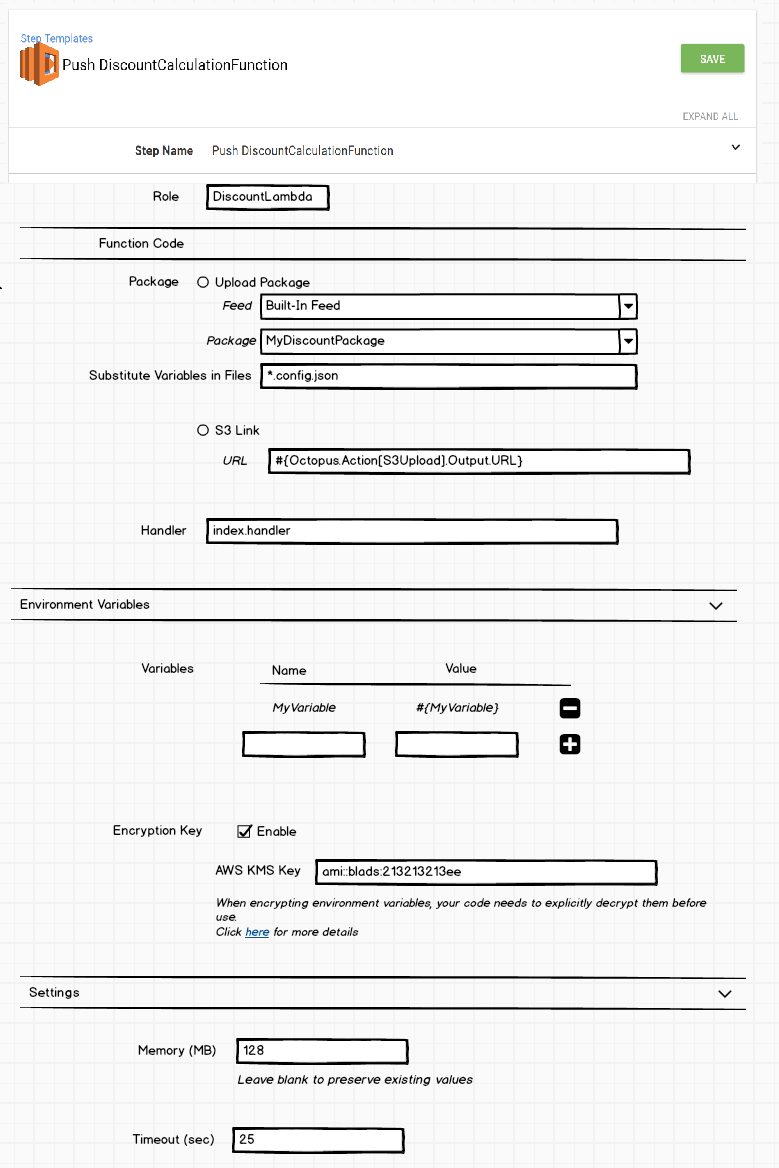 Step Templates
Push DiscountCalculationFunction
SAVE
EXPAND ALL
Step Name Push DiscountCalculationFunction
Role DiscountLambda
Function Code
Package Upload Package
Feed Built-In Feed
Package MyDiscountPackage
Substitute Variables in Files *.config.json
S3 Link
URL #{Octopus.Action[S3Upload].Output.URL}
Handler index.handler
Environment Variables
Variables Name Value
MyVariable #{MyVariable}
Encryption Key Enable
AWS KMS Key ami::blads:213213213ee
When encrypting environment variables, your code needs to explicitly decrypt them before
use.
Click here for more details
Settings
Memory (MB) 128
Leave blank to preserve existing values
Timeout (sec) 25